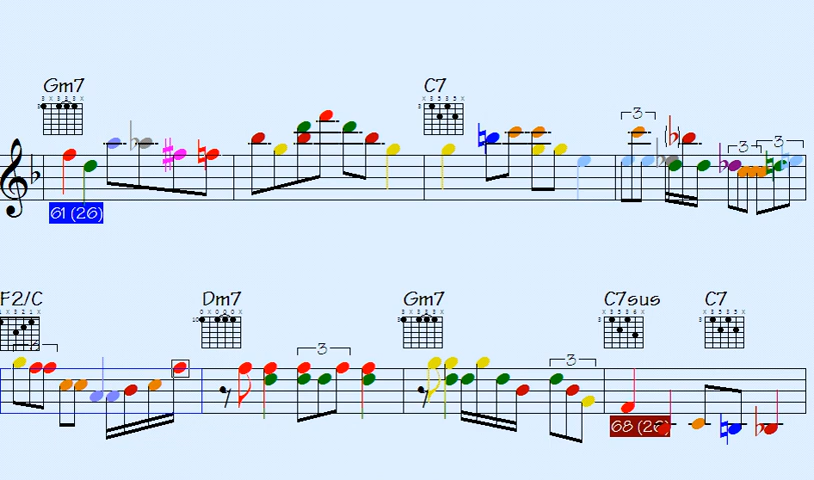 Gm7 C7
3 3 3
61 (26)
F2/C Dm7 Gm7 C7sus C7
3 3 3
68 (26)